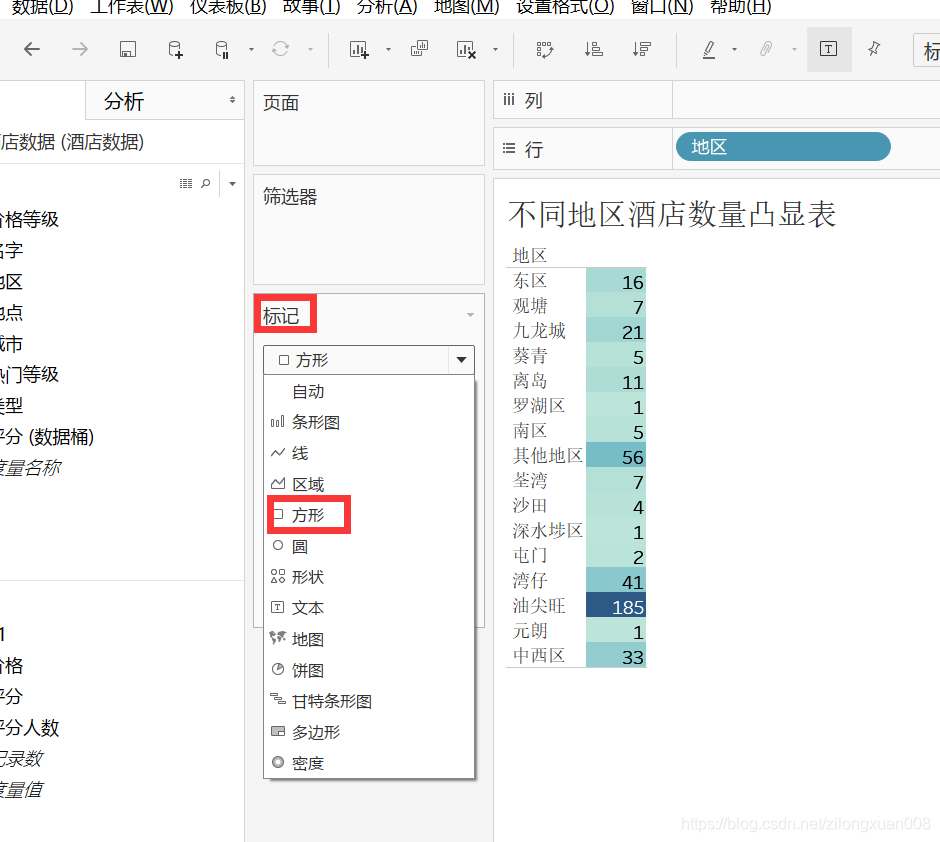 数据(D) 工作表(W) 仪表板(B) 故事(T) 分析(A) 地图(M) 设置格式(O) 窗口(N) 帮助(H)
标
分析
页面
列
店数据 (酒店数据)
行
地区
筛选器
价格等级
名字
地区
地点
城市
热门等级
类型
评分 (数据桶)
度量名称
1
价格
评分
评分人数
记录数
度量值
标记
方形
自动
条形图
线
区域
方形
圆
形状
文本
地图
饼图
甘特条形图
多边形
密度
不同地区酒店数量凸显表
地区
东区 16
观塘 7
九龙城 21
葵青 5
离岛 11
罗湖区 1
南区 5
其他地区 56
荃湾 7
沙田 4
深水埗区 1
屯门 2
湾仔 41
油尖旺 185
元朗 1
中西区 33
https://blog.csdn.net/zilongxuan008